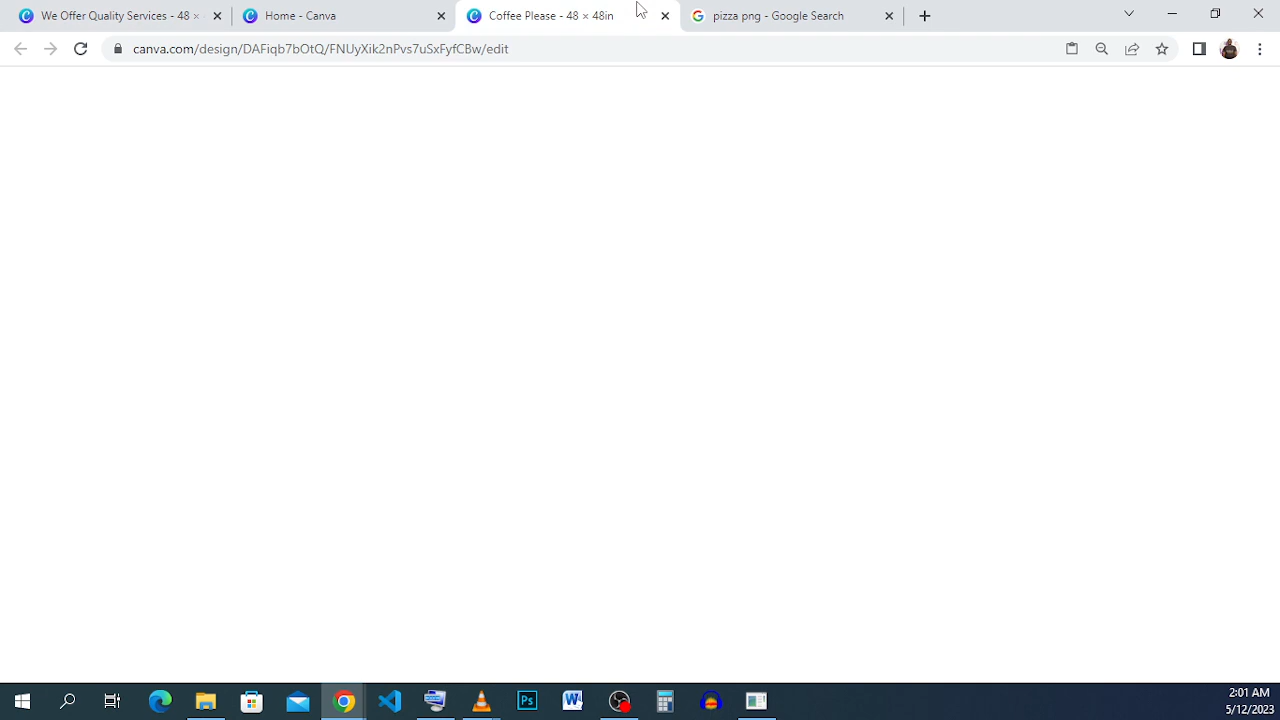 We Offer Quality Services - 48 ×
Home - Canva
Coffee Please - 48 × 48in
pizza png - Google Search
canva.com/design/DAFiqb7bOtQ/FNUyXik2nPvs7uSxFyfCBw/edit
Ps
W
2:01 AM
5/12/2023